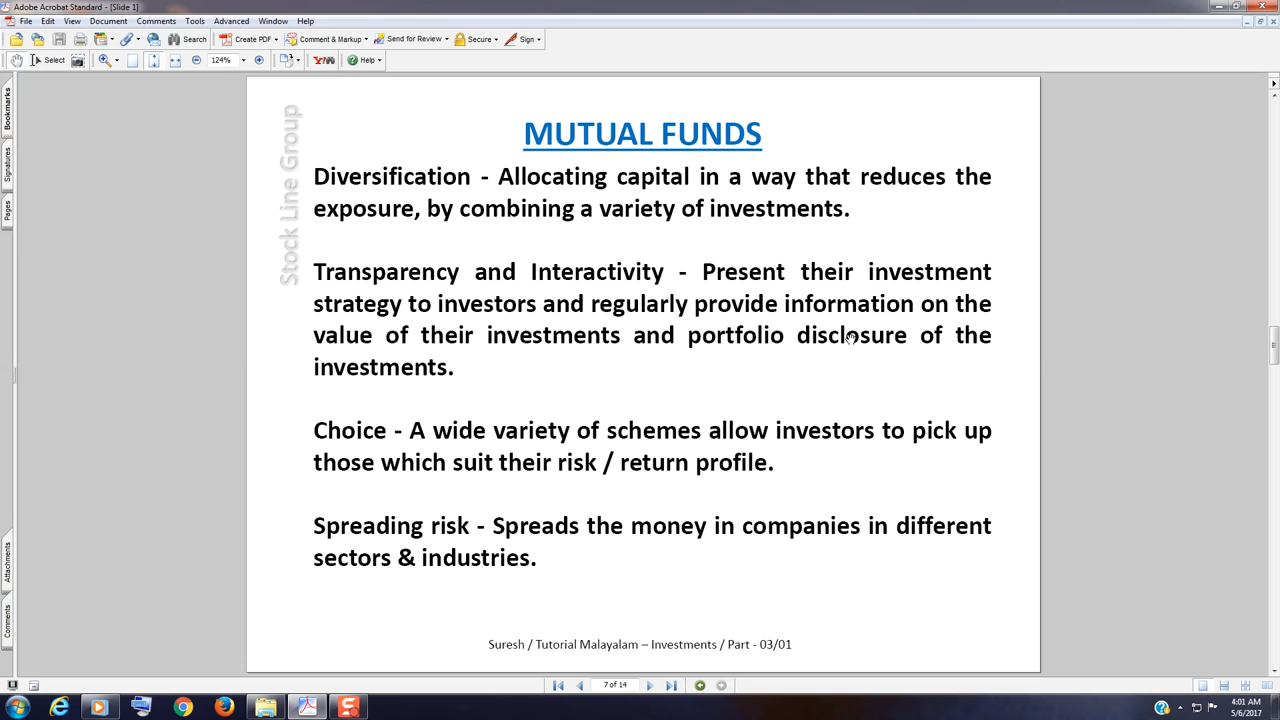 Adobe Acrobat Standard - [Slide 1]
File Edit View Document Comments Tools Advanced Window Help
Search Create PDF Comment & Markup Send for Review Secure Sign
Select 124% Help
Bookmarks
Signatures
Pages
Attachments
Comments
Stock Line Group
MUTUAL FUNDS
Diversification - Allocating capital in a way that reduces the
exposure, by combining a variety of investments.
Transparency and Interactivity - Present their investment
strategy to investors and regularly provide information on the
value of their investments and portfolio disclosure of the
investments.
Choice - A wide variety of schemes allow investors to pick up
those which suit their risk / return profile.
Spreading risk - Spreads the money in companies in different
sectors & industries.
Suresh / Tutorial Malayalam – Investments / Part - 03/01
7 of 14
4:01 AM
5/6/2017